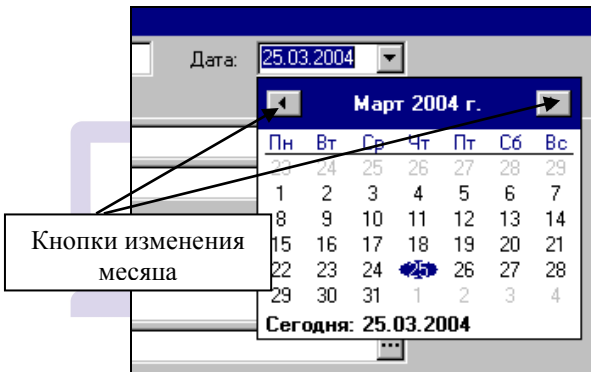 Дата: 25.03.2004
Март 2004 г.
Пн Вт Ср Чт Пт Сб Вс
23 24 25 26 27 28 29
1 2 3 4 5 6 7
8 9 10 11 12 13 14
Кнопки изменения
15 16 17 18 19 20 21
месяца
22 23 24 25 26 27 28
29 30 31 1 2 3 4
Сегодня: 25.03.2004
...